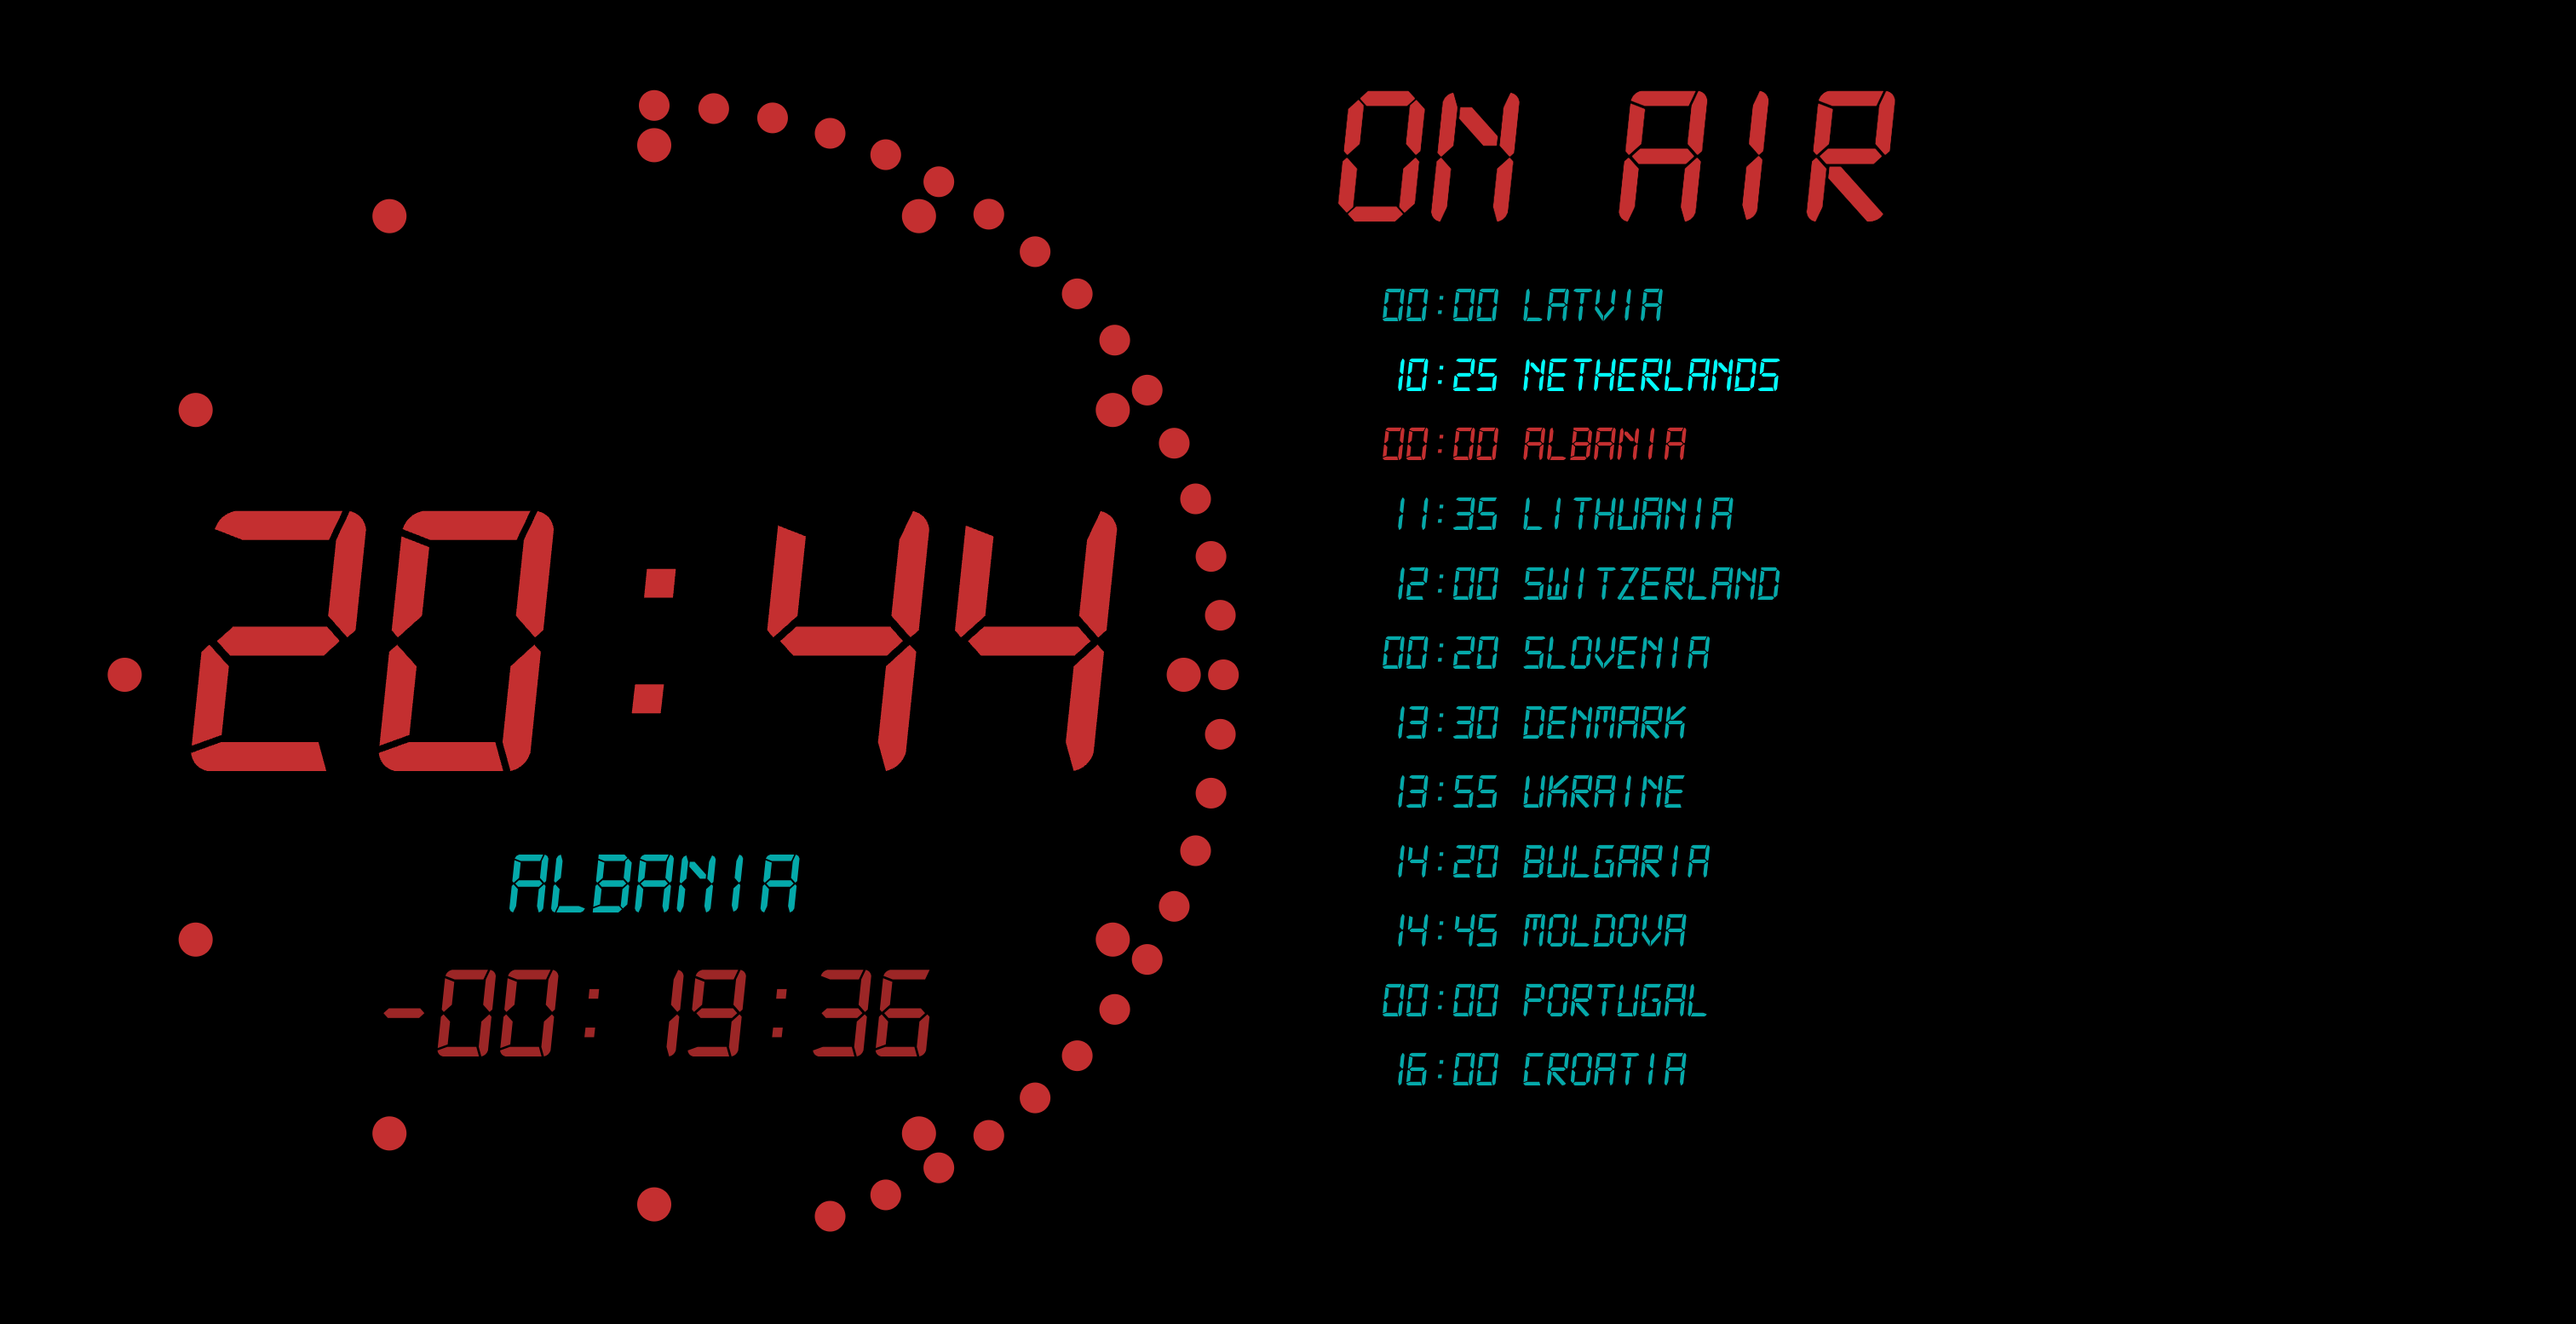 20:44
ALBANIA
-00:19:36
ON AIR
00:00 LATVIA
10:25 NETHERLANDS
00:00 ALBANIA
11:35 LITHUANIA
12:00 SWITZERLAND
00:20 SLOVENIA
13:30 DENMARK
13:55 UKRAINE
14:20 BULGARIA
14:45 MOLDOVA
00:00 PORTUGAL
16:00 CROATIA